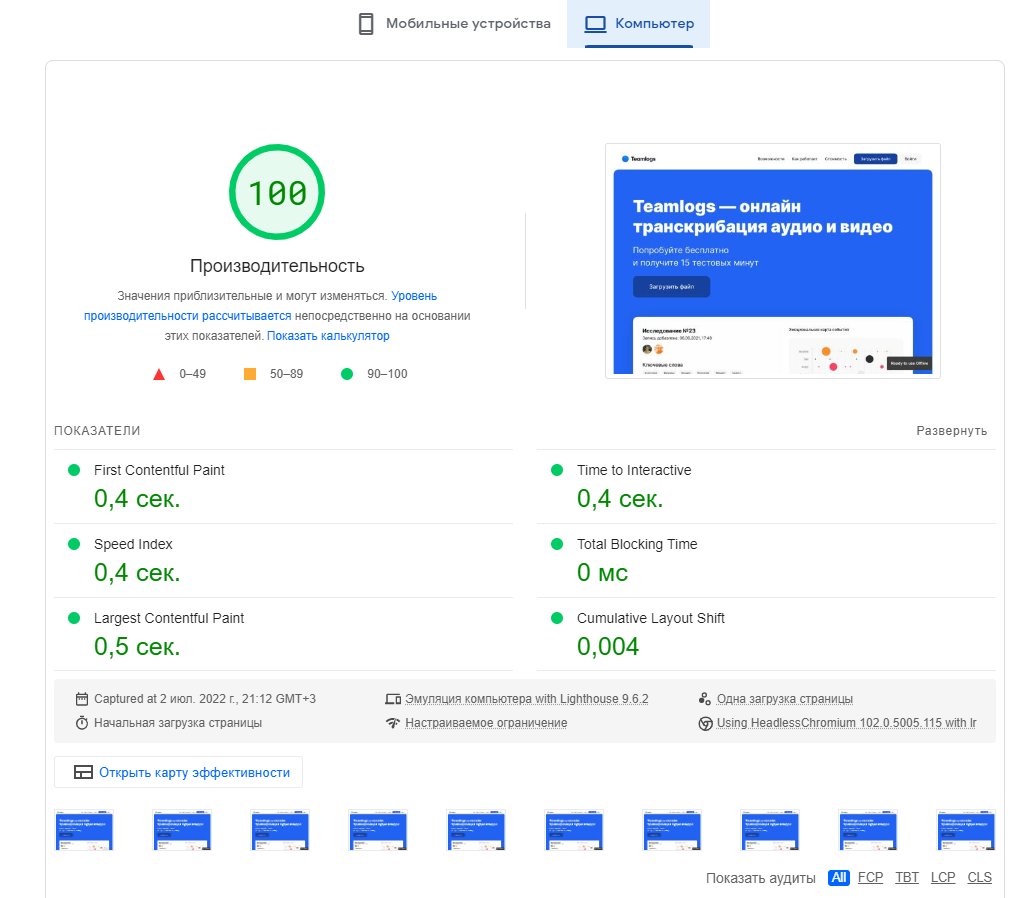 Мобильные устройства
Компьютер
100
Производительность
Значения приблизительные и могут изменяться. Уровень
производительности рассчитывается непосредственно на основании
этих показателей. Показать калькулятор
0–49
50–89
90–100
Teamlogs
Возможности Как работает Стоимость Загрузить файл Войти
Teamlogs — онлайн
транскрибация аудио и видео
Попробуйте бесплатно
и получите 15 тестовых минут
Загрузить файл
Исследование №23
Эмоциональная карта события
Ключевые слова
Ready to use Offline
ПОКАЗАТЕЛИ
Развернуть
First Contentful Paint
0,4 сек.
Time to Interactive
0,4 сек.
Speed Index
0,4 сек.
Total Blocking Time
0 мс
Largest Contentful Paint
0,5 сек.
Cumulative Layout Shift
0,004
Captured at 2 июл. 2022 г., 21:12 GMT+3
Эмуляция компьютера with Lighthouse 9.6.2
Одна загрузка страницы
Начальная загрузка страницы
Настраиваемое ограничение
Using HeadlessChromium 102.0.5005.115 with lr
Открыть карту эффективности
Показать аудиты All FCP TBT LCP CLS